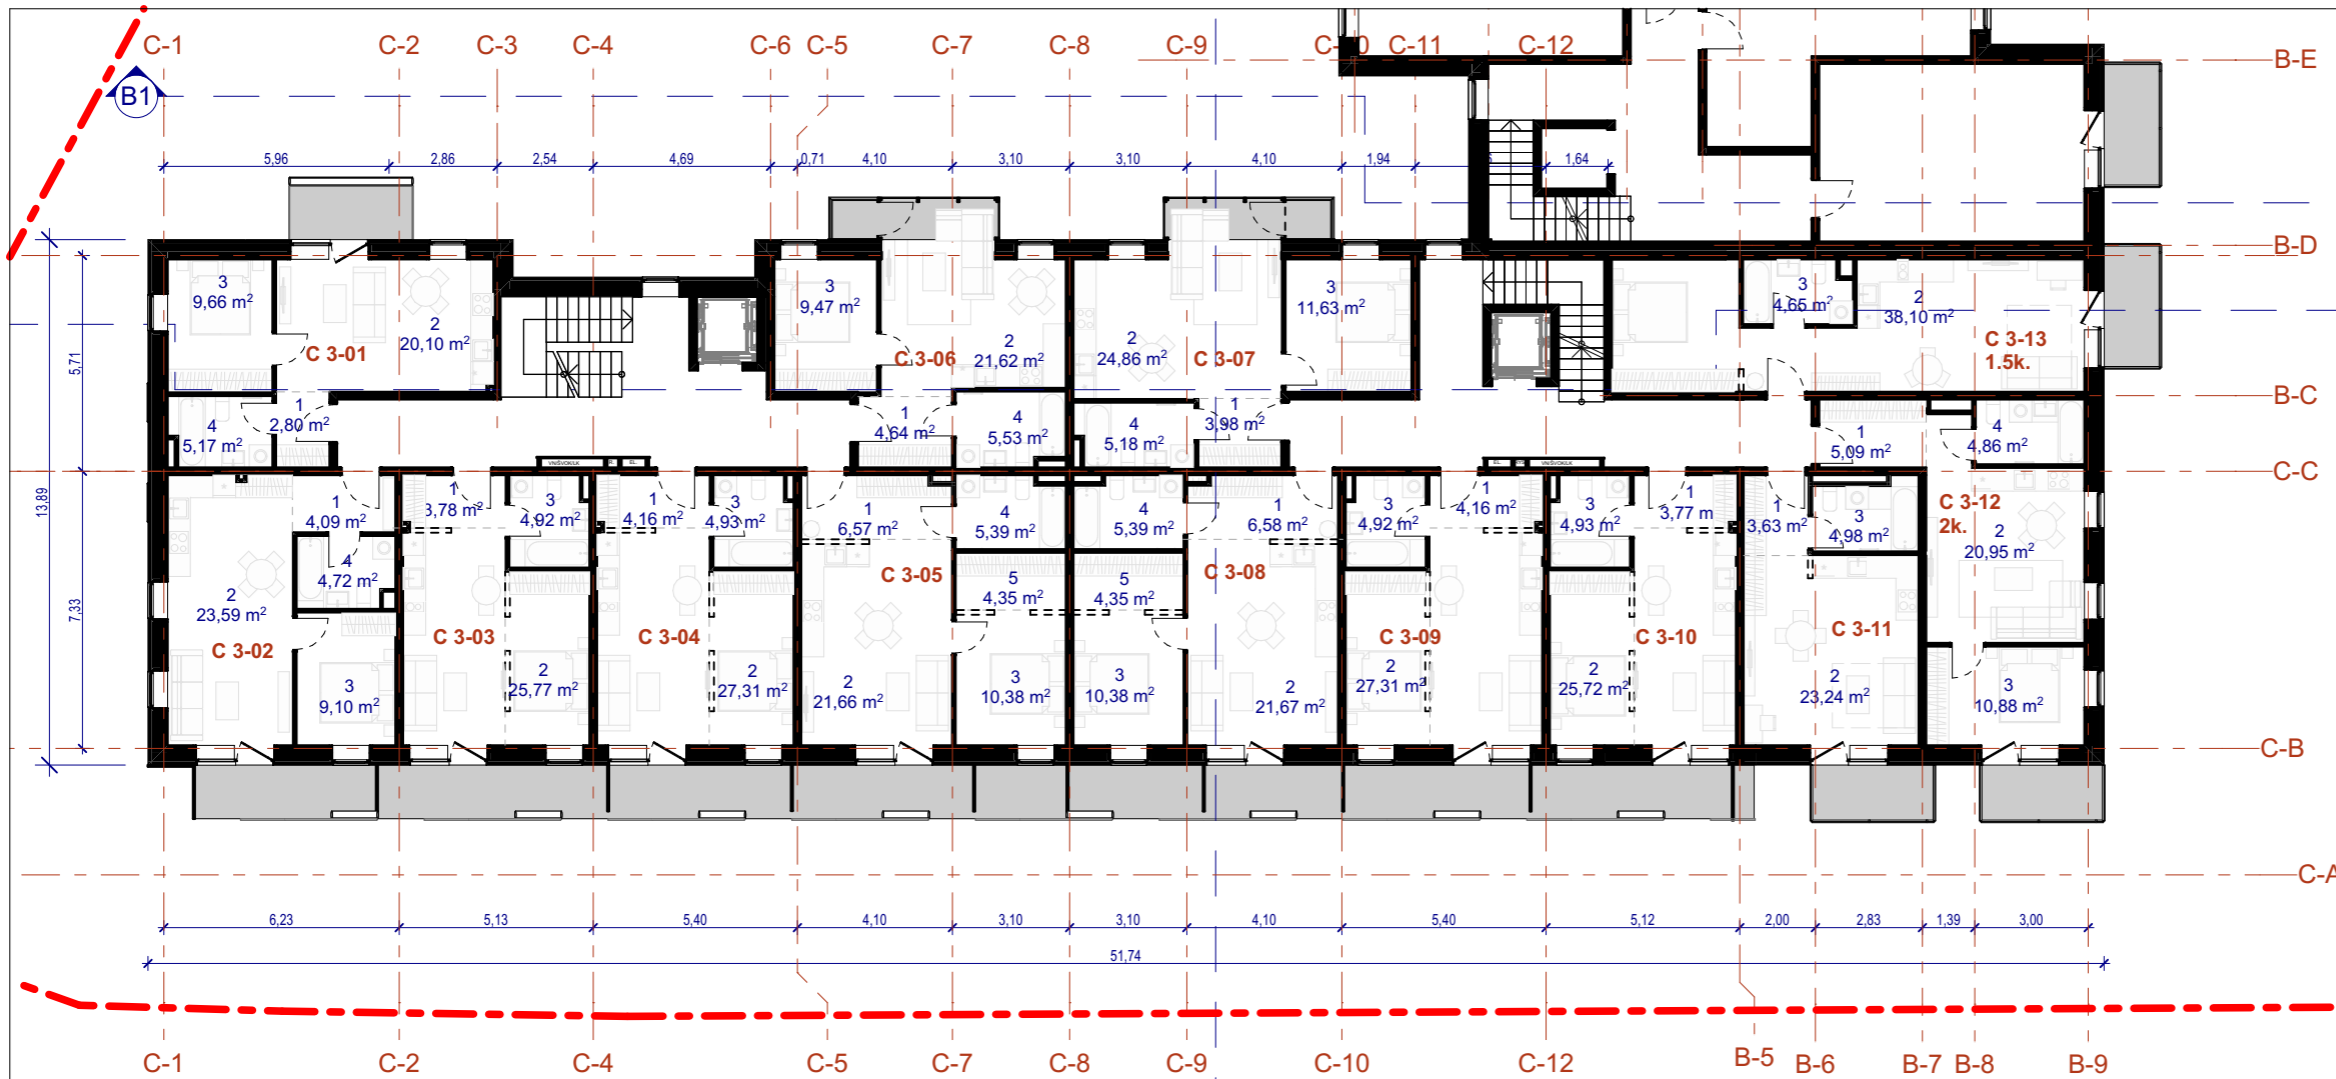 C-1 C-2 C-3 C-4 C-6 C-5 C-7 C-8 C-9 C-10 C-11 C-12
B-E
B1
5,96 2,86 2,54 4,69 0,71 4,10 3,10 3,10 4,10 1,94 1,64
B-D
3
9,66 m²
2
20,10 m²
C 3-01
3
9,47 m²
C 3-06
2
21,62 m²
2
24,86 m²
C 3-07
3
11,63 m²
3
4,65 m²
2
38,10 m²
C 3-13
1.5k.
5,71
B-C
4
5,17 m²
1
2,80 m²
1
4,64 m²
4
5,53 m²
4
5,18 m²
1
3,98 m²
1
5,09 m²
4
4,86 m²
VNIŠVOK/LK EL.
EL. VNIŠVOK/LK
C-C
13,89
1
4,09 m²
1
3,78 m²
3
4,92 m²
1
4,16 m²
3
4,93 m²
1
6,57 m²
4
5,39 m²
4
5,39 m²
1
6,58 m²
3
4,92 m²
1
4,16 m²
3
4,93 m²
1
3,77 m
1
3,63 m²
3
4,98 m²
C 3-12
2k.
2
20,95 m²
4
4,72 m²
C 3-05
5
4,35 m²
5
4,35 m²
C 3-08
2
23,59 m²
7,33
C 3-02
C 3-03
C 3-04
C 3-09
C 3-10
C 3-11
3
9,10 m²
2
25,77 m²
2
27,31 m²
2
21,66 m²
3
10,38 m²
3
10,38 m²
2
21,67 m²
2
27,31 m²
2
25,72 m²
2
23,24 m²
3
10,88 m²
C-B
C-A
6,23 5,13 5,40 4,10 3,10 3,10 4,10 5,40 5,12 2,00 2,83 1,39 3,00
51,74
C-1 C-2 C-4 C-5 C-7 C-8 C-9 C-10 C-12 B-5 B-6 B-7 B-8 B-9